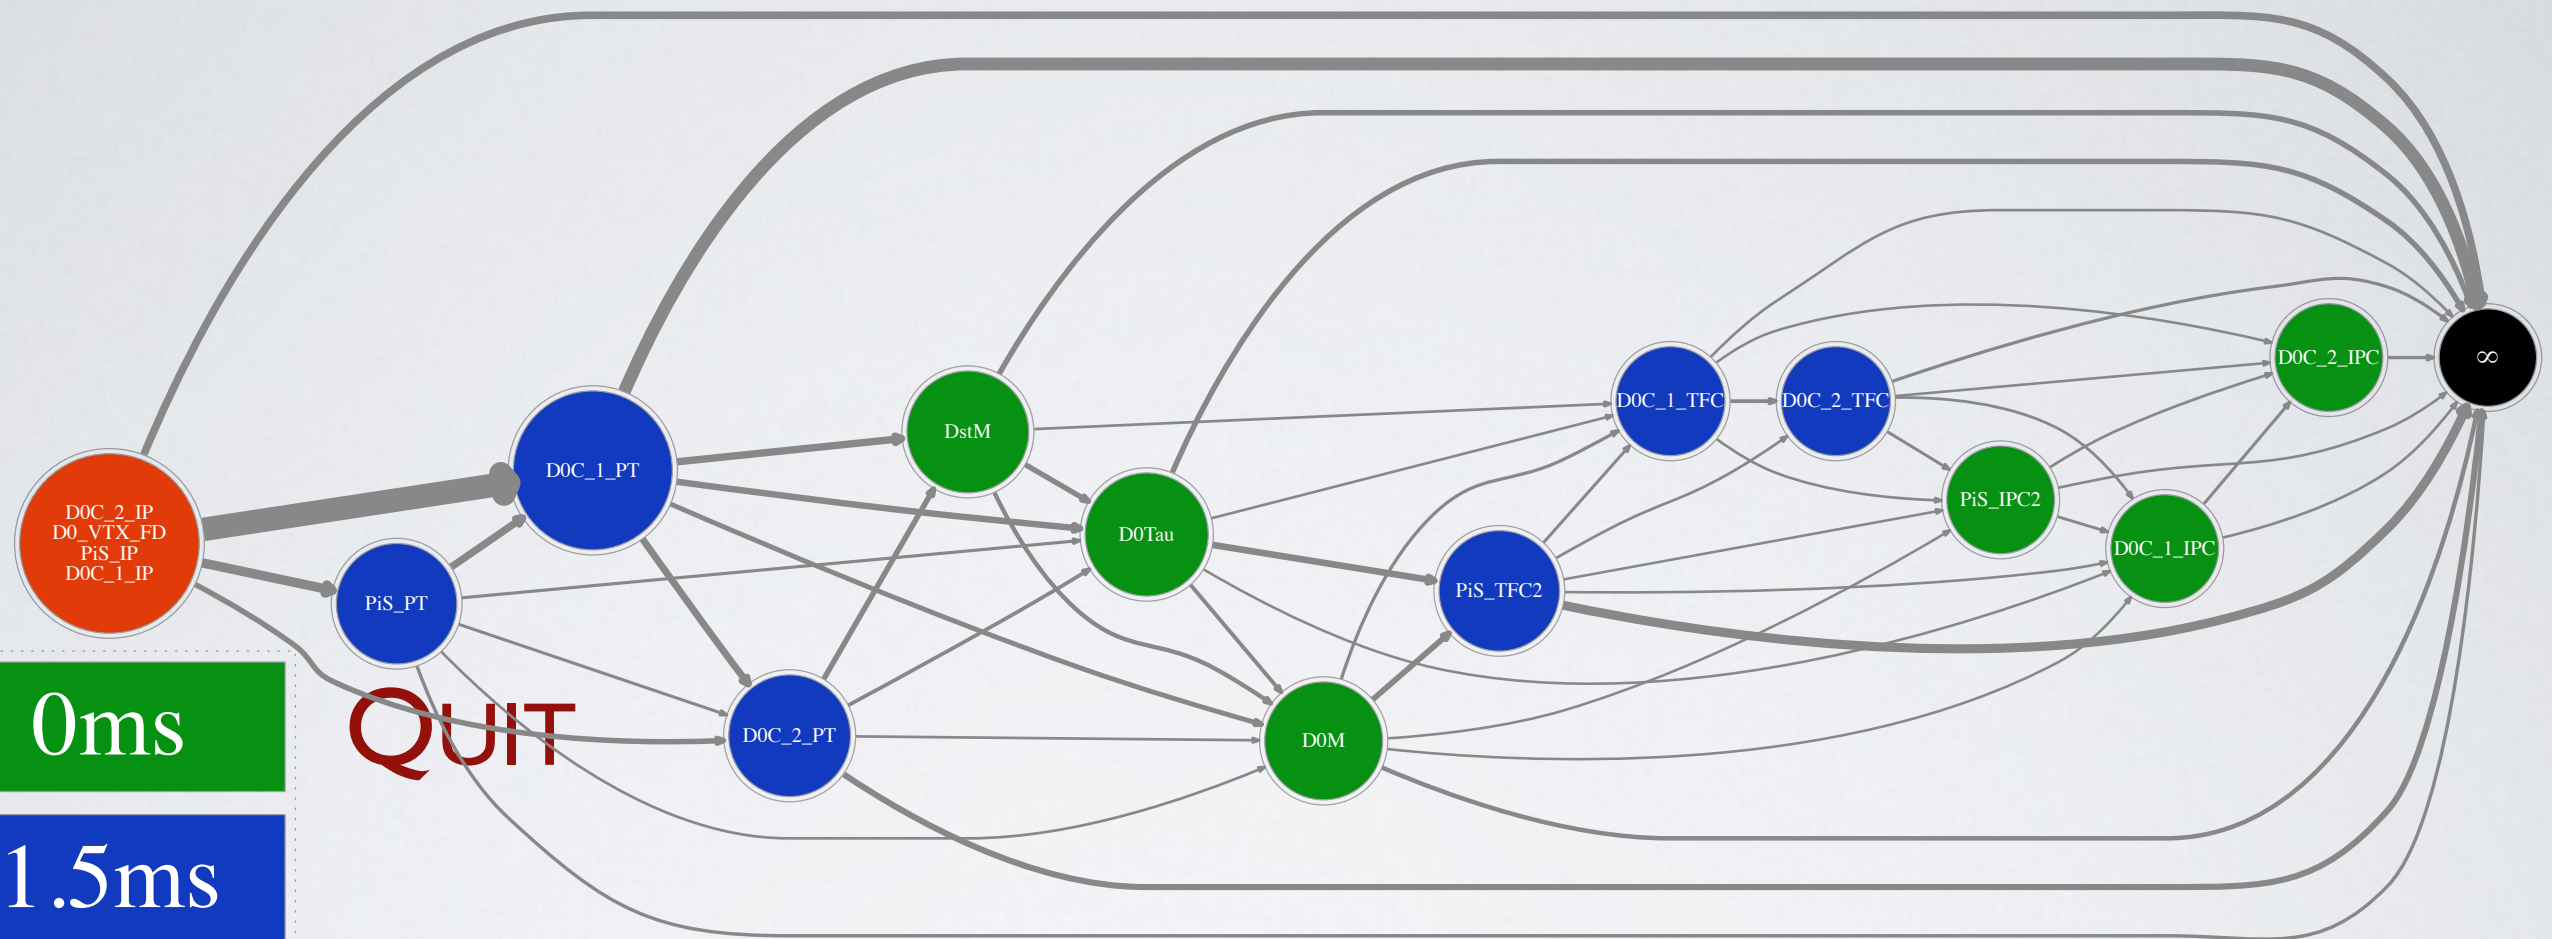 D0C_2_IP
D0_VTX_FD
PiS_IP
D0C_1_IP
PiS_PT
D0C_1_PT
D0C_2_PT
DstM
D0Tau
D0M
PiS_TFC2
D0C_1_TFC
D0C_2_TFC
PiS_IPC2
D0C_1_IPC
D0C_2_IPC
∞
0ms
QUIT
1.5ms